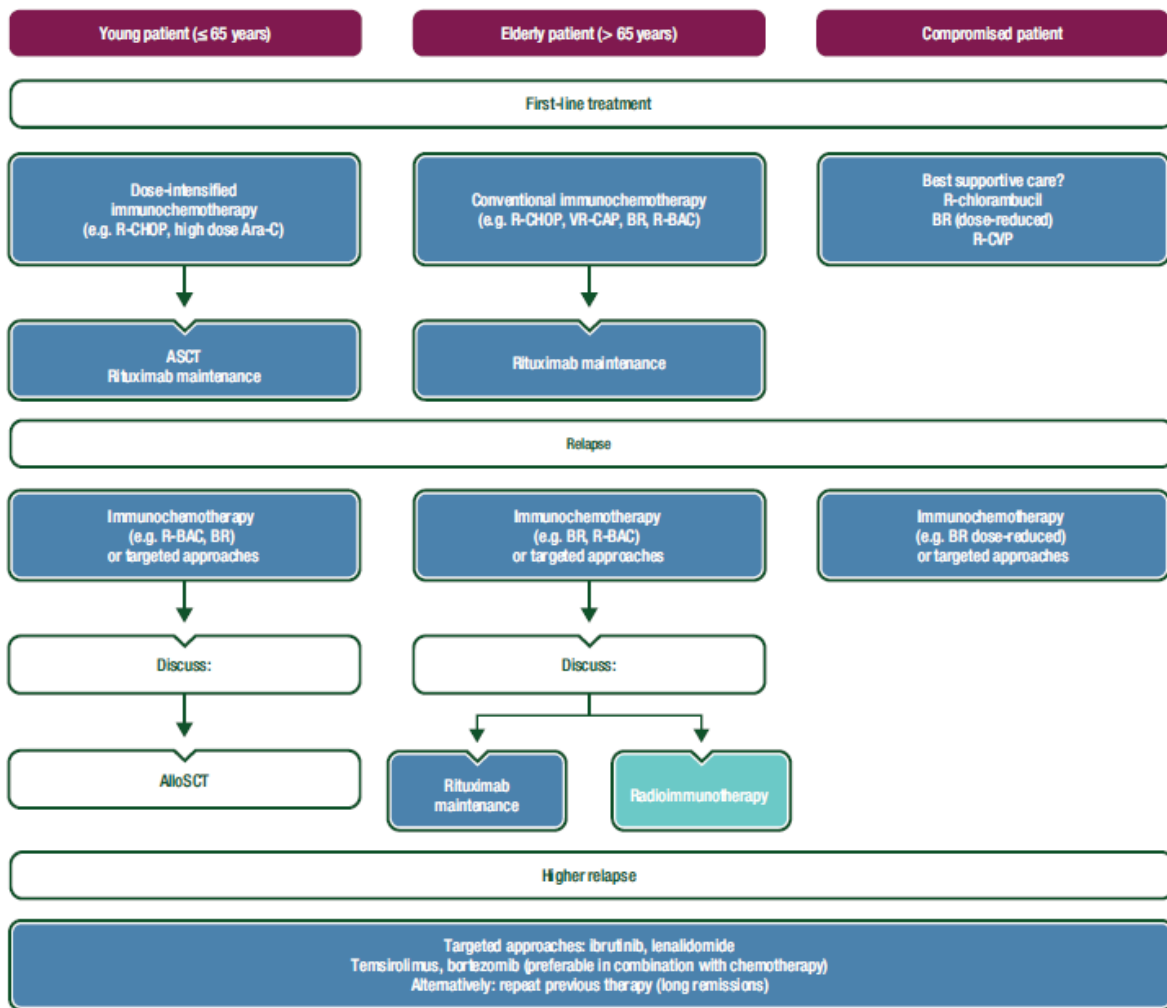 Young patient (≤ 65 years)
Elderly patient (> 65 years)
Compromised patient
First-line treatment
Dose-intensified
immunochemotherapy
(e.g. R-CHOP, high dose Ara-C)
Conventional immunochemotherapy
(e.g. R-CHOP, VR-CAP, BR, R-BAC)
Best supportive care?
R-chlorambucil
BR (dose-reduced)
R-CVP
ASCT
Rituximab maintenance
Rituximab maintenance
Relapse
Immunochemotherapy
(e.g. R-BAC, BR)
or targeted approaches
Immunochemotherapy
(e.g. BR, R-BAC)
or targeted approaches
Immunochemotherapy
(e.g. BR dose-reduced)
or targeted approaches
Discuss:
Discuss:
AlloSCT
Rituximab
maintenance
Radioimmunotherapy
Higher relapse
Targeted approaches: ibrutinib, lenalidomide
Temsirolimus, bortezomib (preferable in combination with chemotherapy)
Alternatively: repeat previous therapy (long remissions)